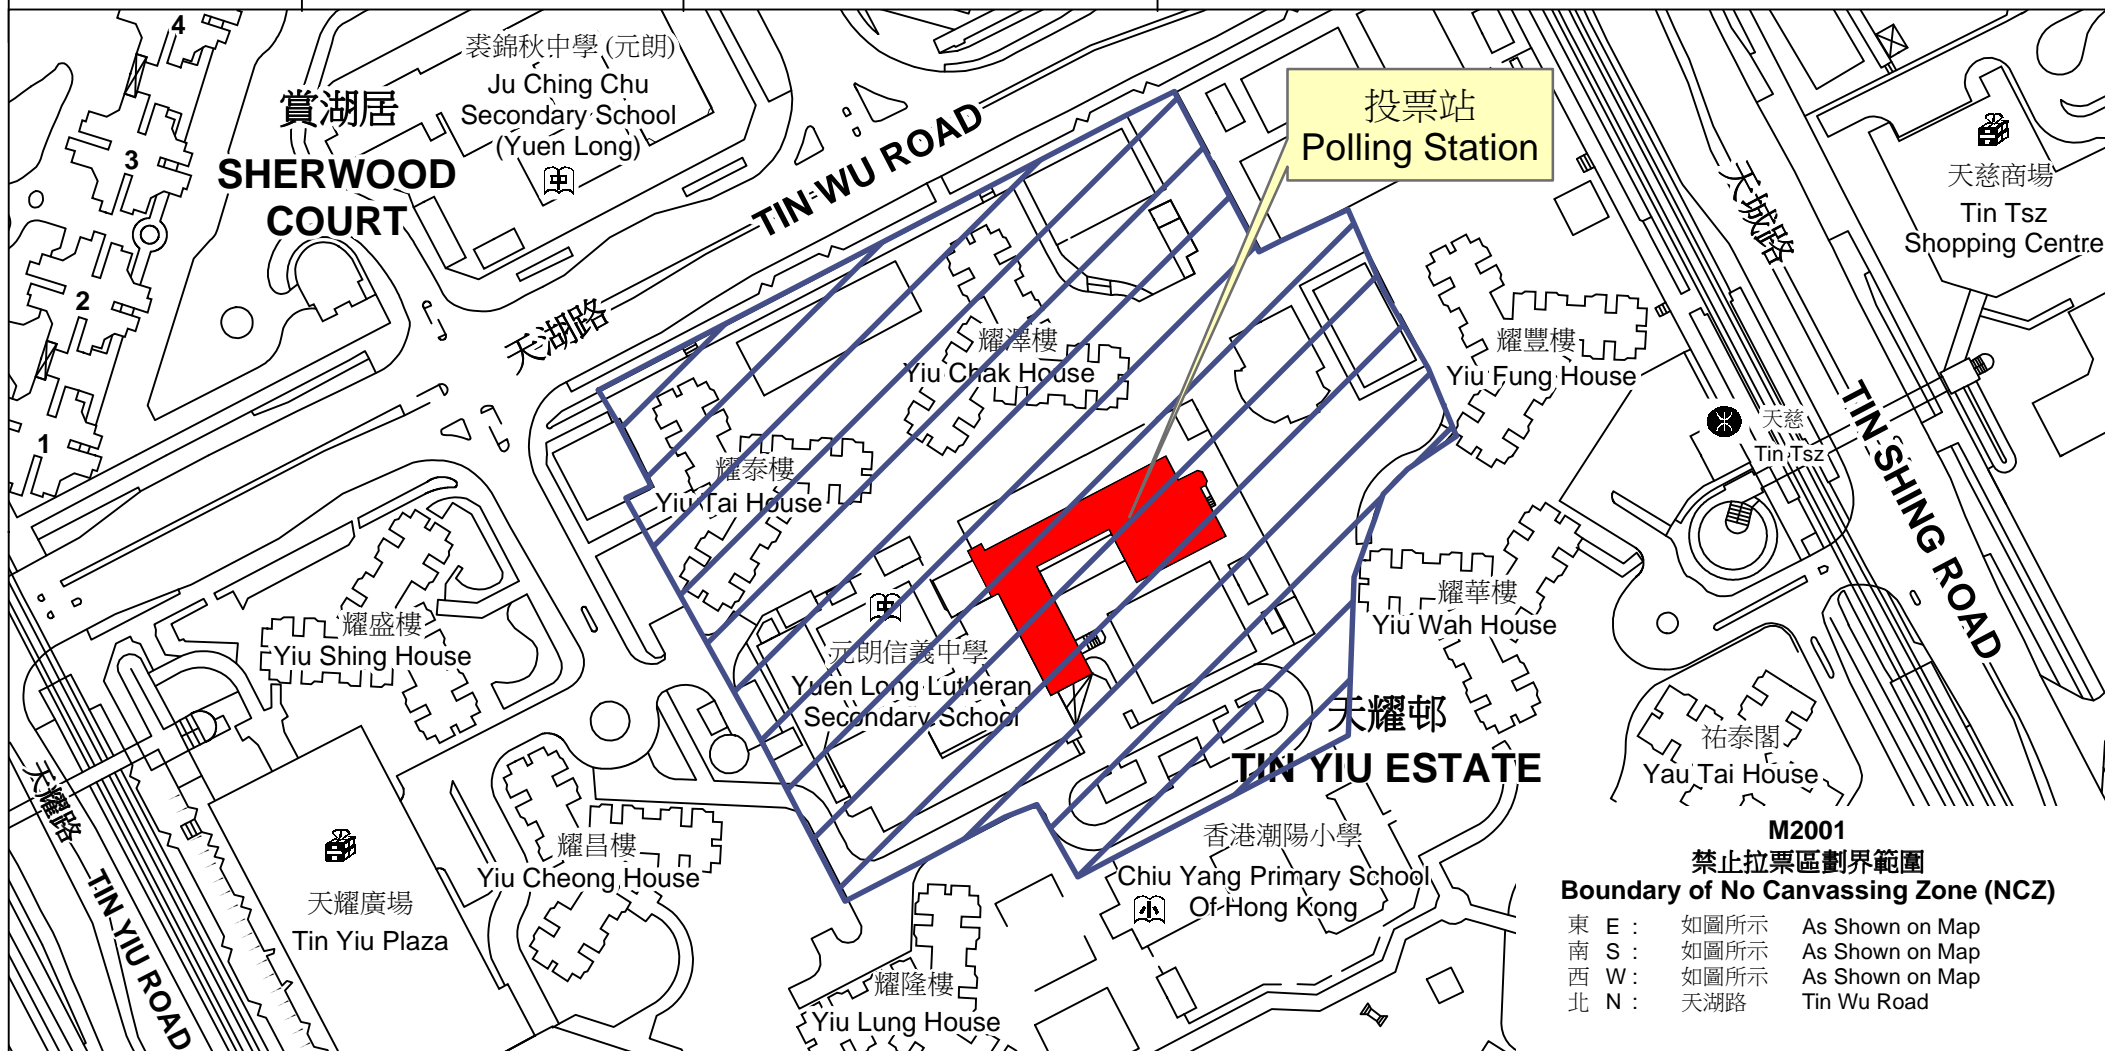 4
裘錦秋中學 (元朗)
Ju Ching Chu
Secondary School
(Yuen Long)
賞湖居
SHERWOOD
COURT
3
2
1
TIN WU ROAD
天湖路
投票站
Polling Station
天城路
天慈商場
Tin Tsz
Shopping Centre
耀澤樓
Yiu Chak House
耀豐樓
Yiu Fung House
天慈
Tin Tsz
TIN SHING ROAD
耀泰樓
Yiu Tai House
耀盛樓
Yiu Shing House
耀華樓
Yiu Wah House
元朗信義中學
Yuen Long Lutheran
Secondary School
天耀邨
TIN YIU ESTATE
祐泰閣
Yau Tai House
天耀路
TIN YIU ROAD
天耀廣場
Tin Yiu Plaza
耀昌樓
Yiu Cheong House
香港潮陽小學
Chiu Yang Primary School
Of Hong Kong
中
中
小
耀隆樓
Yiu Lung House
M2001
禁止拉票區劃界範圍
Boundary of No Canvassing Zone (NCZ)
東 E : 如圖所示 As Shown on Map
南 S : 如圖所示 As Shown on Map
西 W : 如圖所示 As Shown on Map
北 N : 天湖路 Tin Wu Road